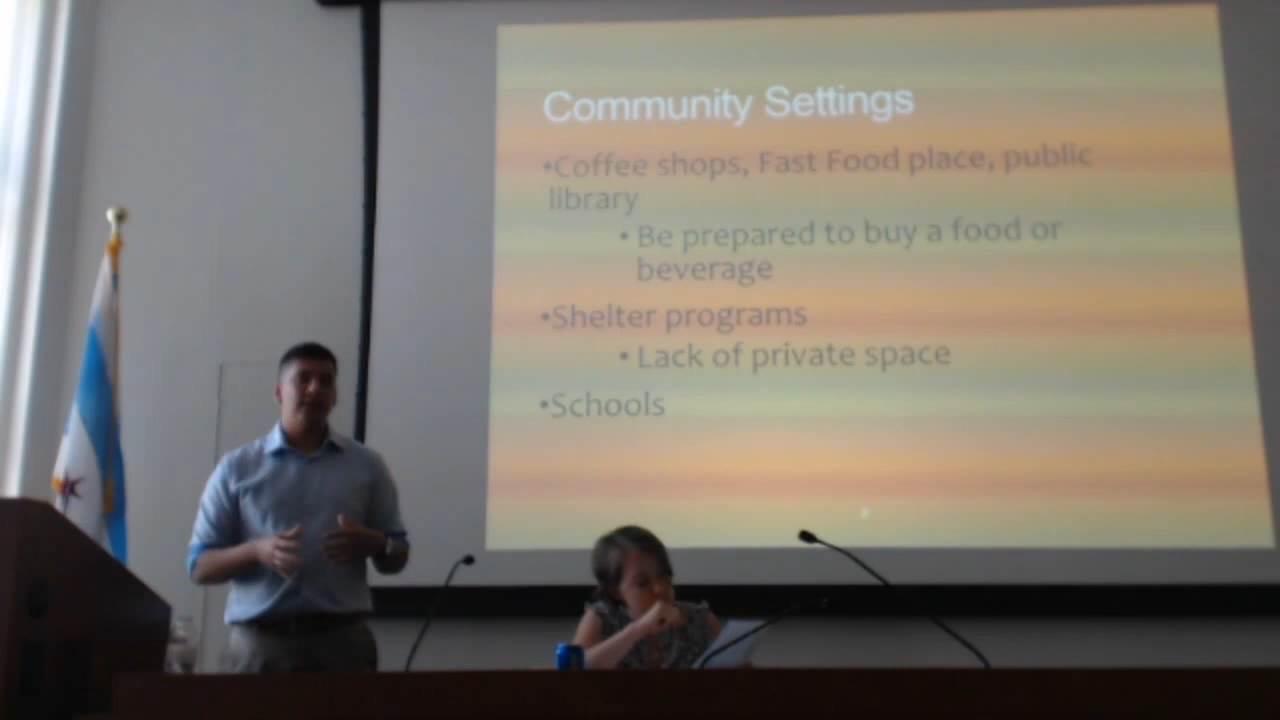 Community Settings
•Coffee shops, Fast Food place, public
library
• Be prepared to buy a food or
beverage
•Shelter programs
• Lack of private space
•Schools